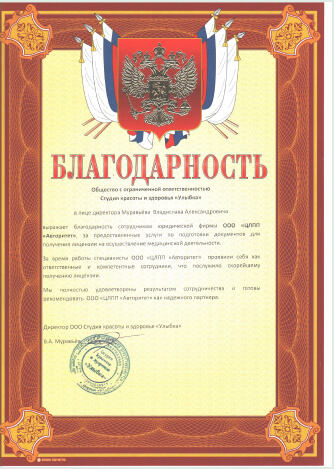 БЛАГОДАРНОСТЬ
Общество с ограниченной ответственностью
Студия красоты и здоровья «Улыбка»
в лице директора Муравьёва Владислава Александровича
выражает благодарность сотрудникам юридической фирмы ООО «ЦЛПП
«Авторитет», за предоставленные услуги по подготовки документов для
получения лицензии на осуществление медицинской деятельности.
За время работы специалисты ООО «ЦЛПП «Авторитет» проявили себя как
ответственные и компетентные сотрудники, что послужило скорейшему
получению лицензии.
Мы полностью удовлетворены результатом сотрудничества и готовы
рекомендовать ООО «ЦЛПП «Авторитет» как надежного партнера.
Директор ООО Студия красоты и здоровья «Улыбка»
В.А. Муравьёв
«Улыбка»